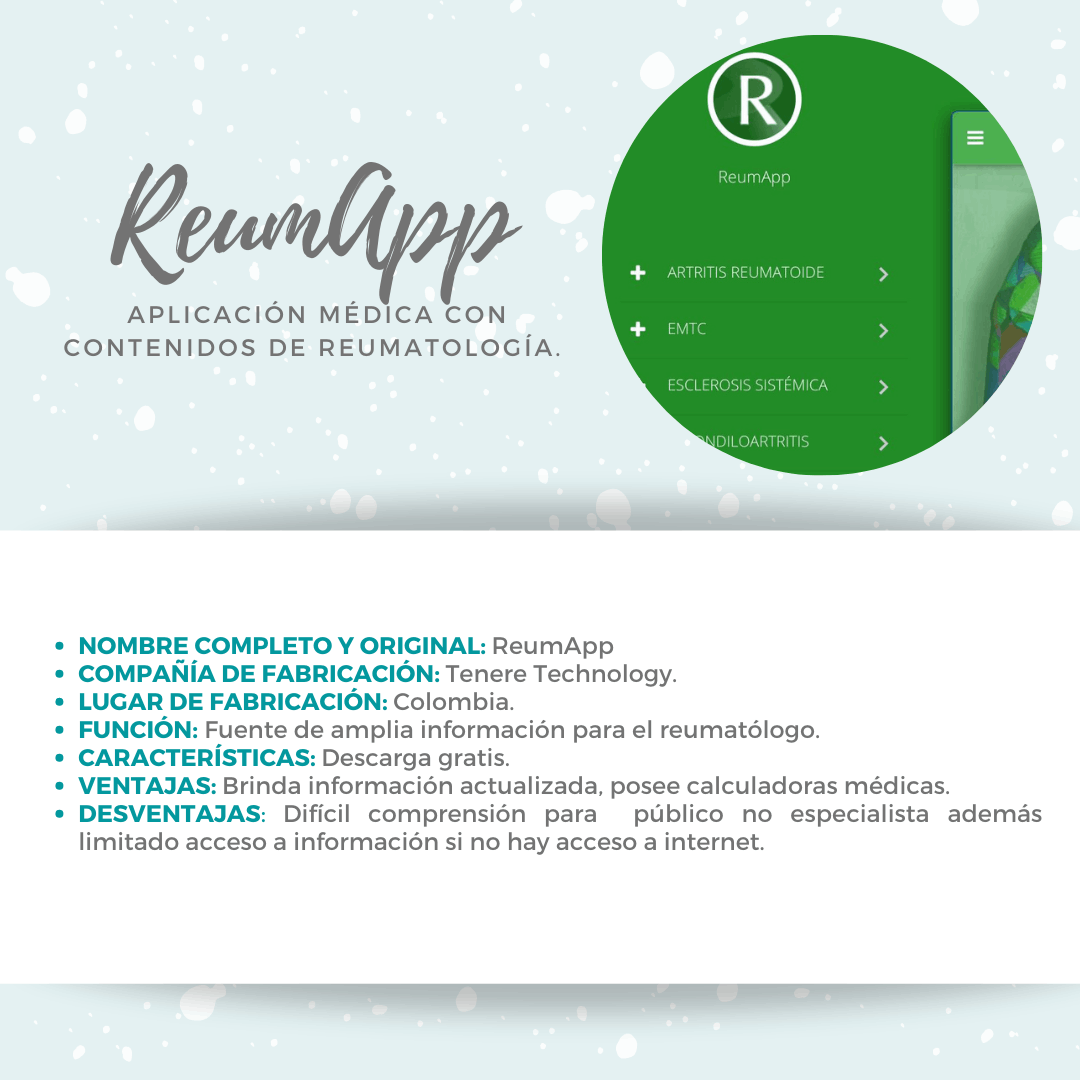 ReumApp
APLICACIÓN MÉDICA CON
CONTENIDOS DE REUMATOLOGÍA.
R
ReumApp
ARTRITIS REUMATOIDE
EMTC
ESCLEROSIS SISTÉMICA
NDILOARTRITIS
NOMBRE COMPLETO Y ORIGINAL: ReumApp
COMPAÑÍA DE FABRICACIÓN: Tenere Technology.
LUGAR DE FABRICACIÓN: Colombia.
FUNCIÓN: Fuente de amplia información para el reumatólogo.
CARACTERÍSTICAS: Descarga gratis.
VENTAJAS: Brinda información actualizada, posee calculadoras médicas.
DESVENTAJAS: Difícil comprensión para público no especialista además
limitado acceso a información si no hay acceso a internet.